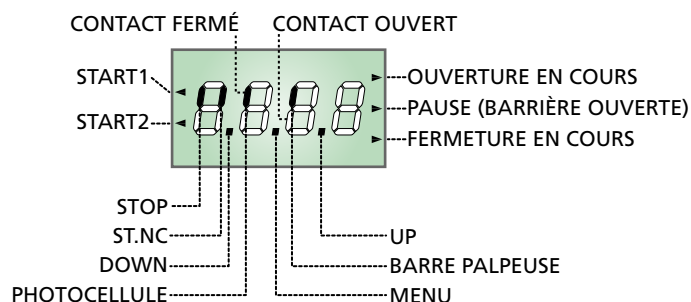 CONTACT FERMÉ
CONTACT OUVERT
START1
START2
OUVERTURE EN COURS
PAUSE (BARRIÈRE OUVERTE)
FERMETURE EN COURS
STOP
ST.NC
DOWN
PHOTOCELLULE
UP
BARRE PALPEUSE
MENU